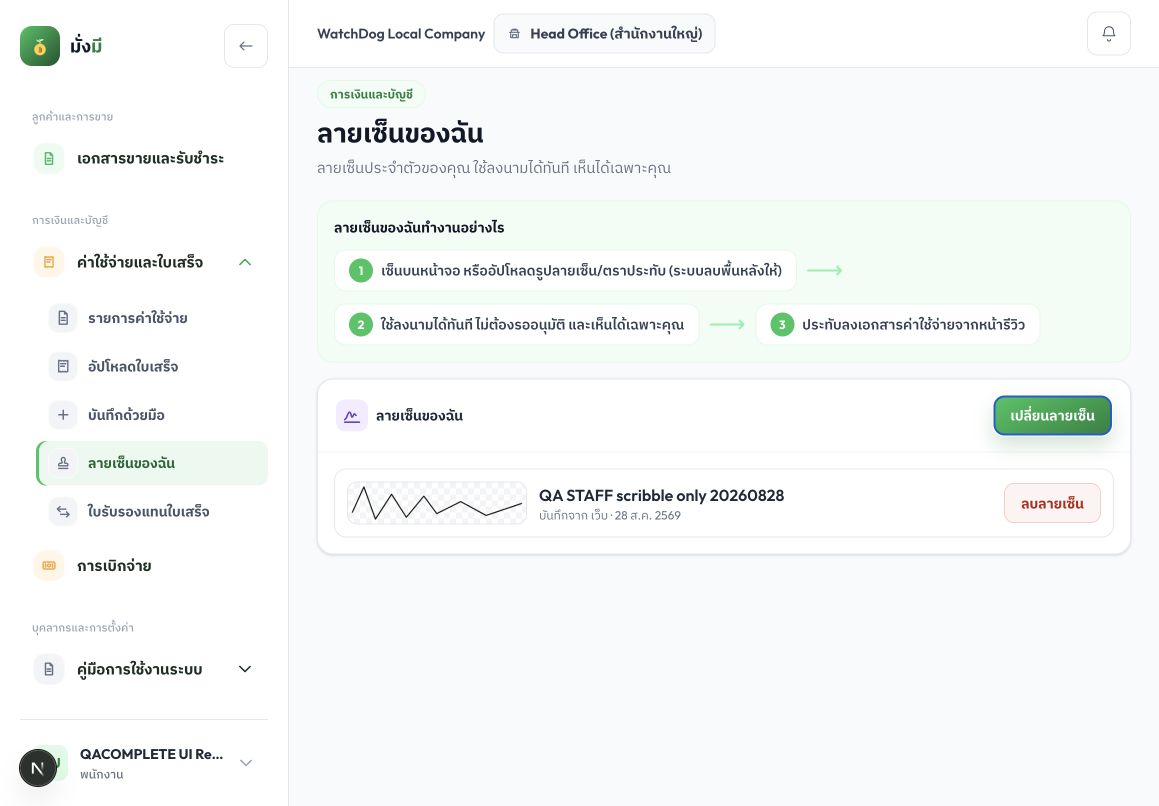 มั่งมี
ลูกค้าและการขาย
เอกสารขายและรับชำระ
การเงินและบัญชี
ค่าใช้จ่ายและใบเสร็จ
รายการค่าใช้จ่าย
อัปโหลดใบเสร็จ
บันทึกด้วยมือ
ลายเซ็นของฉัน
ใบรับรองแทนใบเสร็จ
การเบิกจ่าย
บุคลากรและการตั้งค่า
คู่มือการใช้งานระบบ
N
QACOMPLETE UI Re...
พนักงาน
WatchDog Local Company
Head Office (สำนักงานใหญ่)
การเงินและบัญชี
ลายเซ็นของฉัน
ลายเซ็นประจำตัวของคุณ ใช้ลงนามได้ทันที เห็นได้เฉพาะคุณ
ลายเซ็นของฉันทำงานอย่างไร
1 เซ็นบนหน้าจอ หรืออัปโหลดรูปลายเซ็น/ตราประทับ (ระบบลบพื้นหลังให้)
2 ใช้ลงนามได้ทันที ไม่ต้องรออนุมัติ และเห็นได้เฉพาะคุณ
3 ประทับลงเอกสารค่าใช้จ่ายจากหน้ารีวิว
ลายเซ็นของฉัน
เปลี่ยนลายเซ็น
QA STAFF scribble only 20260828
บันทึกจาก เว็บ · 28 ส.ค. 2569
ลบลายเซ็น